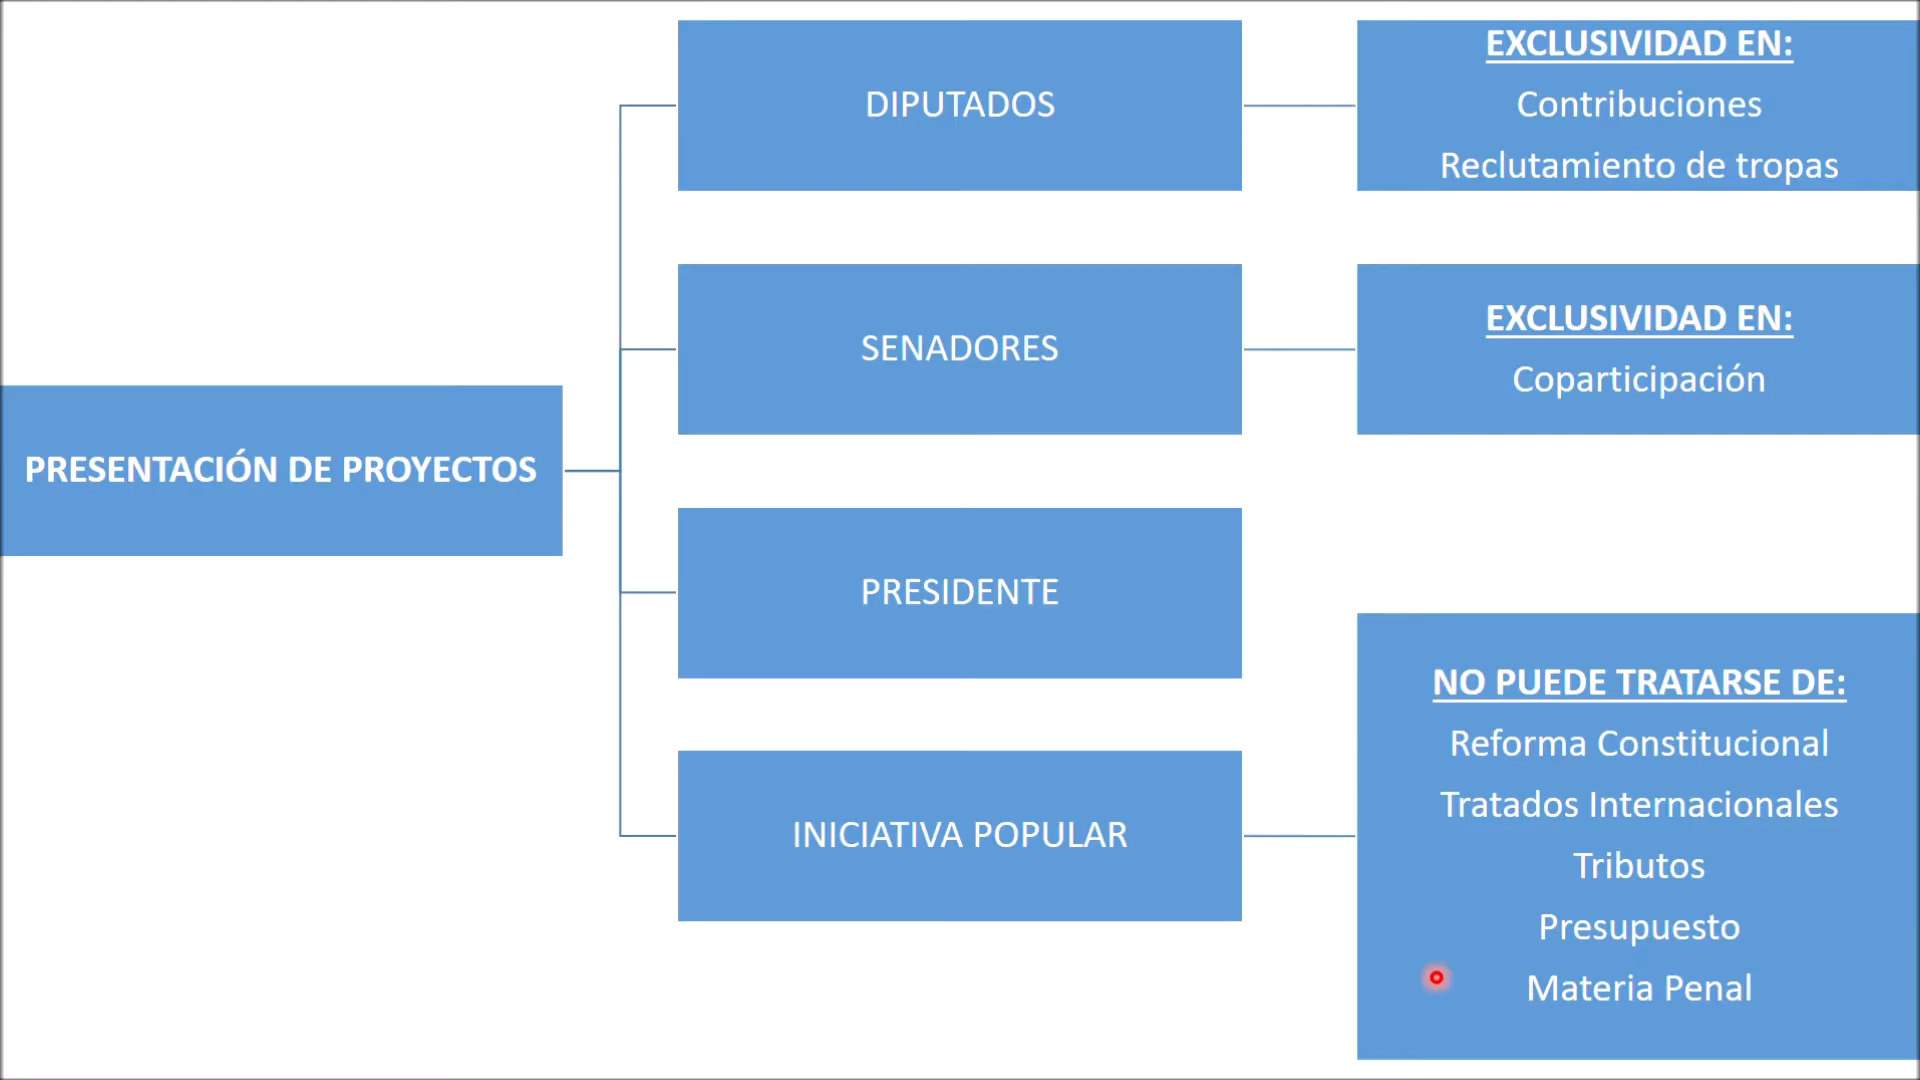 PRESENTACIÓN DE PROYECTOS
DIPUTADOS
EXCLUSIVIDAD EN:
Contribuciones
Reclutamiento de tropas
SENADORES
EXCLUSIVIDAD EN:
Coparticipación
PRESIDENTE
INICIATIVA POPULAR
NO PUEDE TRATARSE DE:
Reforma Constitucional
Tratados Internacionales
Tributos
Presupuesto
Materia Penal